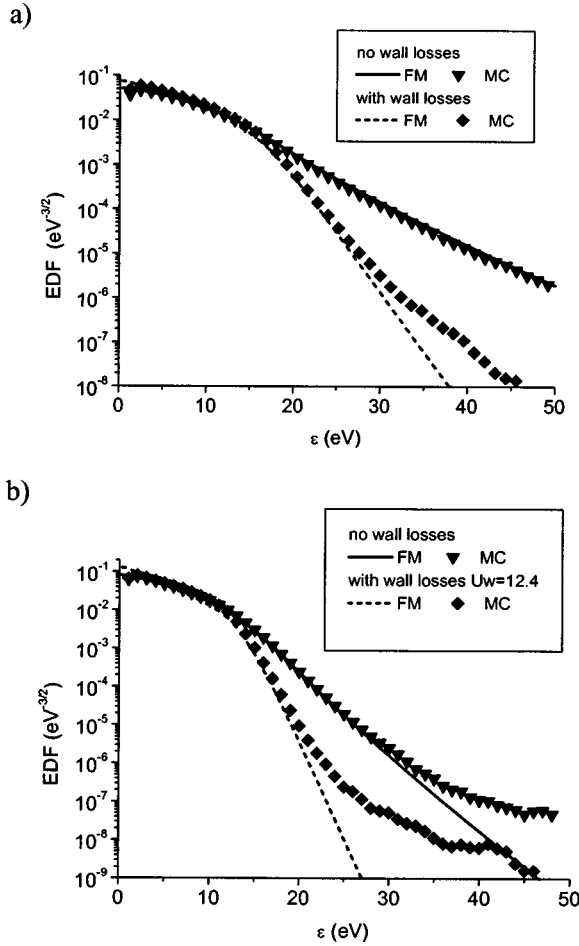 a)
no wall losses
FM MC
with wall losses
FM MC
10⁻¹
10⁻²
10⁻³
10⁻⁴
10⁻⁵
10⁻⁶
10⁻⁷
10⁻⁸
EDF (eV⁻³/²)
0 10 20 30 40 50
ε (eV)
b)
no wall losses
FM MC
with wall losses Uw=12.4
FM MC
10⁻¹
10⁻²
10⁻³
10⁻⁴
10⁻⁵
10⁻⁶
10⁻⁷
10⁻⁸
10⁻⁹
EDF (eV⁻³/²)
0 10 20 30 40 50
ε (eV)